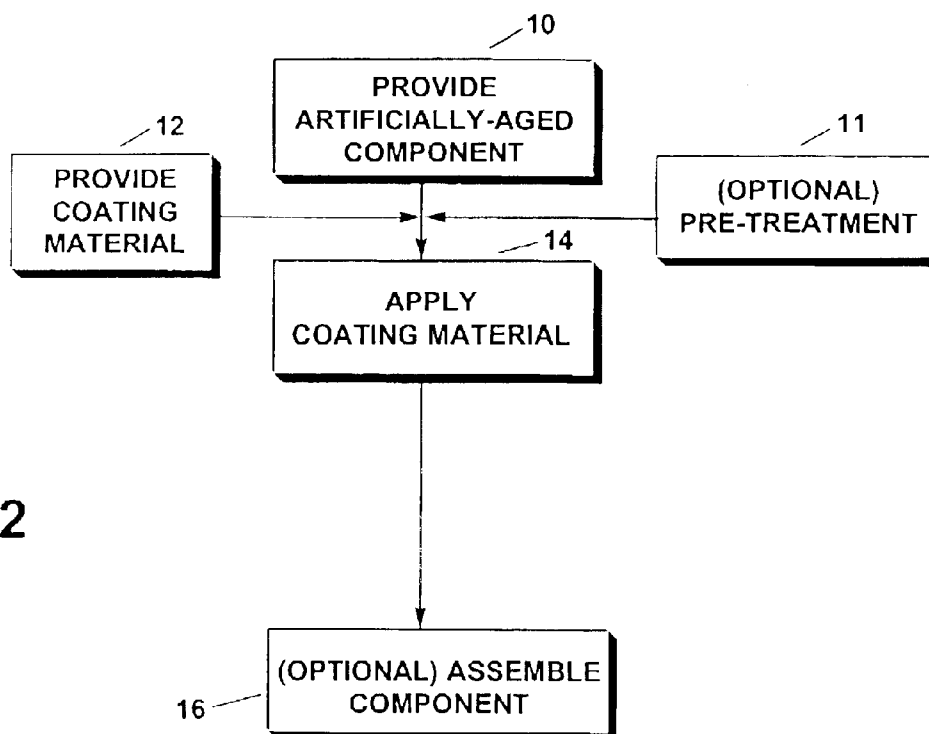 10
PROVIDE
ARTIFICIALLY-AGED
COMPONENT
12
PROVIDE
COATING
MATERIAL
11
(OPTIONAL)
PRE-TREATMENT
14
APPLY
COATING MATERIAL
2
(OPTIONAL) ASSEMBLE
COMPONENT
16